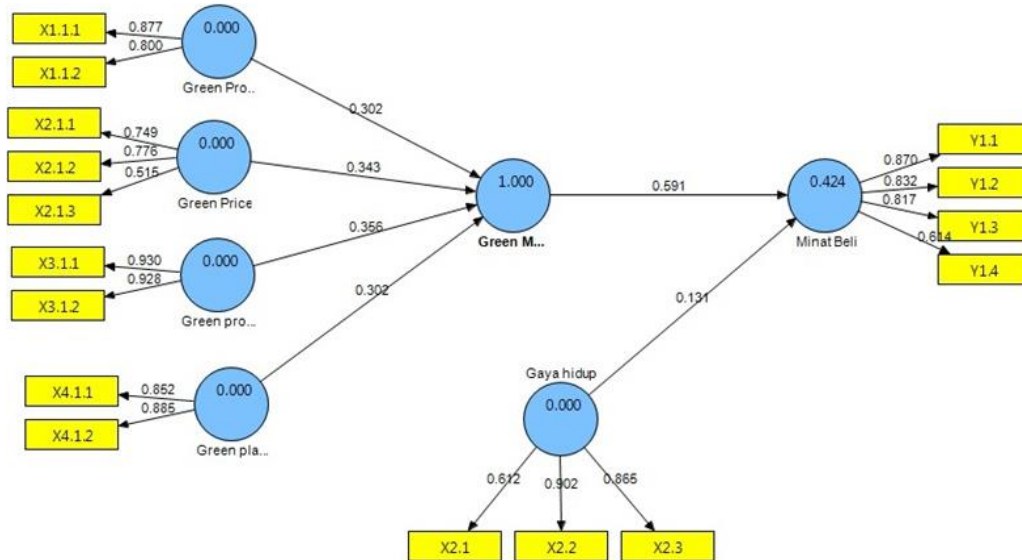 X1.1.1
0.877
0.800
X1.1.2
0.000
Green Pro..
0.302
X2.1.1
0.749
X2.1.2
0.776
0.515
X2.1.3
0.000
Green Price
0.343
X3.1.1
0.930
0.928
X3.1.2
0.000
Green pro...
0.356
X4.1.1
0.852
0.885
X4.1.2
0.000
Green pla...
0.302
1.000
Green M...
0.591
0.424
Minat Beli
0.870
Y1.1
0.832
Y1.2
0.817
Y1.3
0.614
Y1.4
0.131
Gaya hidup
0.000
0.612
0.902
0.865
X2.1
X2.2
X2.3